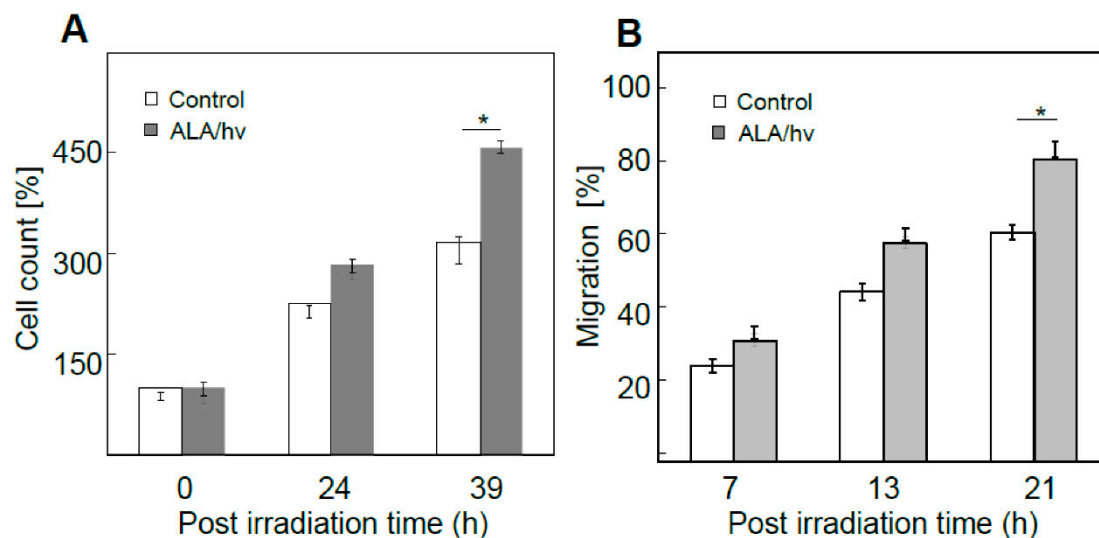 A
Control
ALA/hv
*
Cell count [%]
450
300
150
0 24 39
Post irradiation time (h)
B
Control
ALA/hv
*
Migration [%]
100
80
60
40
20
7 13 21
Post irradiation time (h)